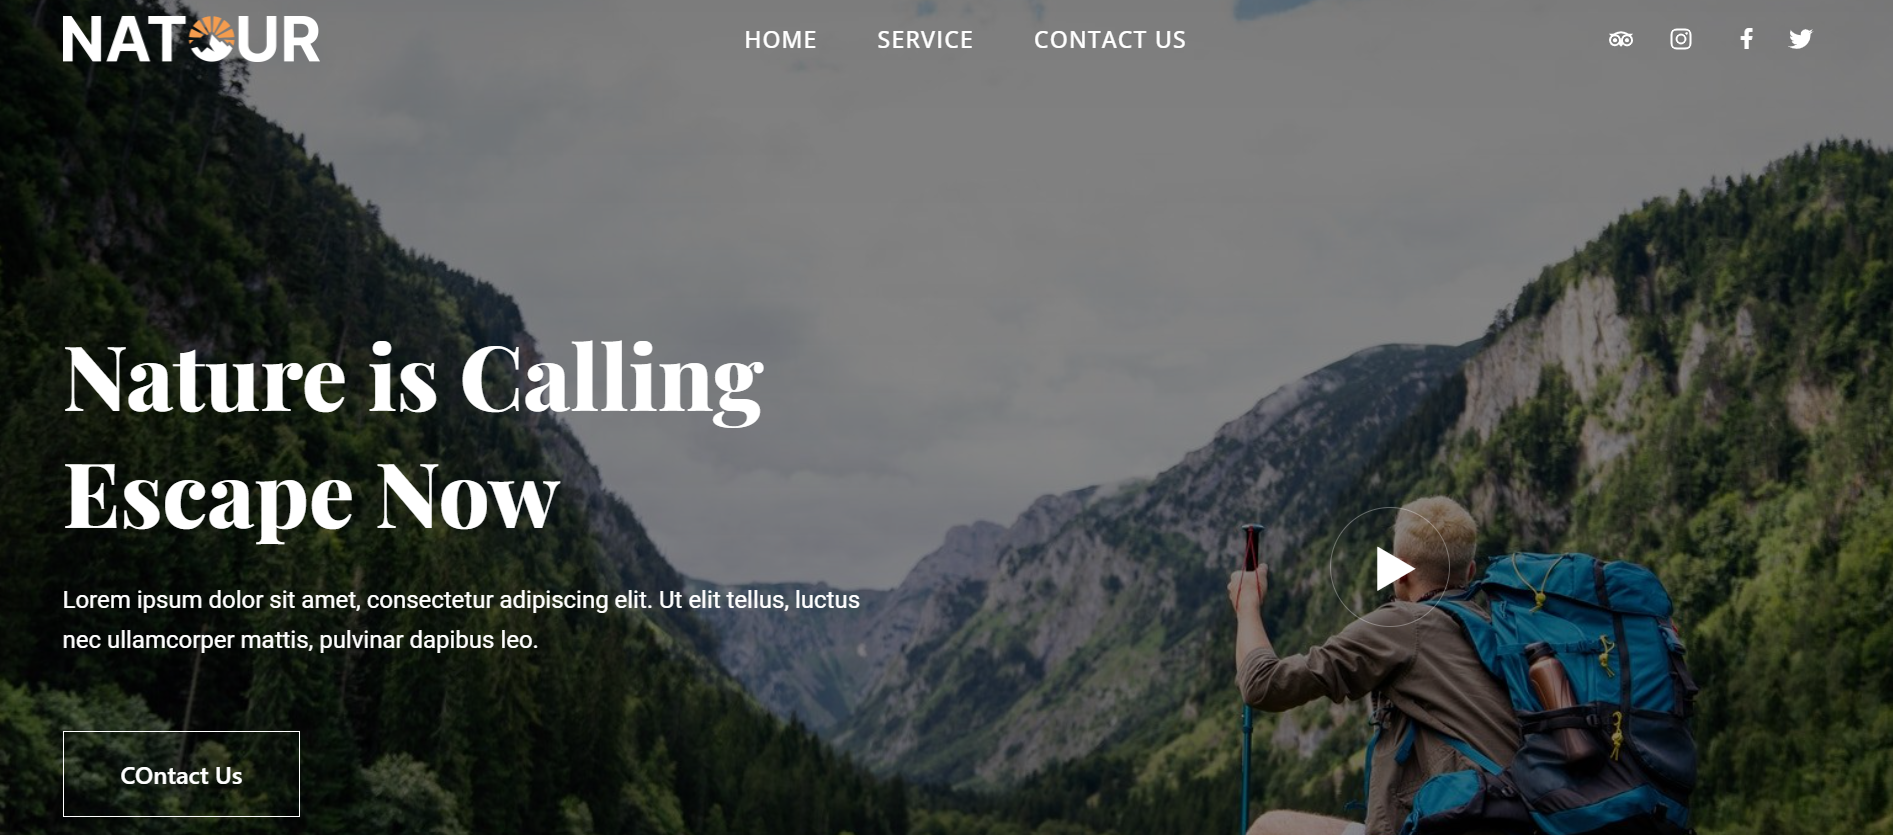 NATOUR
HOME SERVICE CONTACT US
Nature is Calling
Escape Now
Lorem ipsum dolor sit amet, consectetur adipiscing elit. Ut elit tellus, luctus
nec ullamcorper mattis, pulvinar dapibus leo.
COntact Us